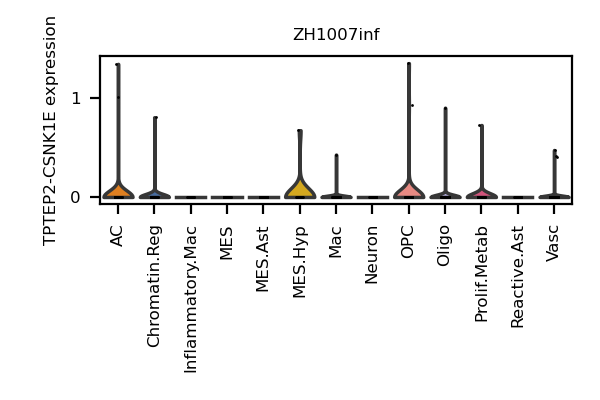 ZH1007inf
TPTEP2-CSNK1E expression
1
0
AC
Chromatin.Reg
Inflammatory.Mac
MES
MES.Ast
MES.Hyp
Mac
Neuron
OPC
Oligo
Prolif.Metab
Reactive.Ast
Vasc